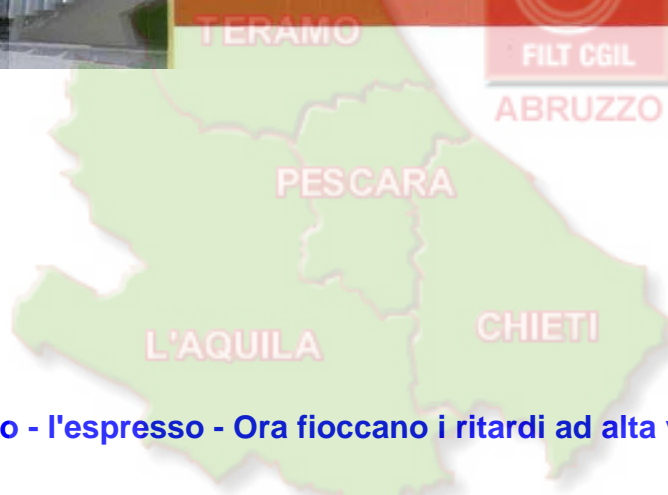 TERAMO
FILT CGIL
ABRUZZO
PESCARA
CHIETI
L'AQUILA
- l'espresso - Ora fioccano i ritardi ad alta